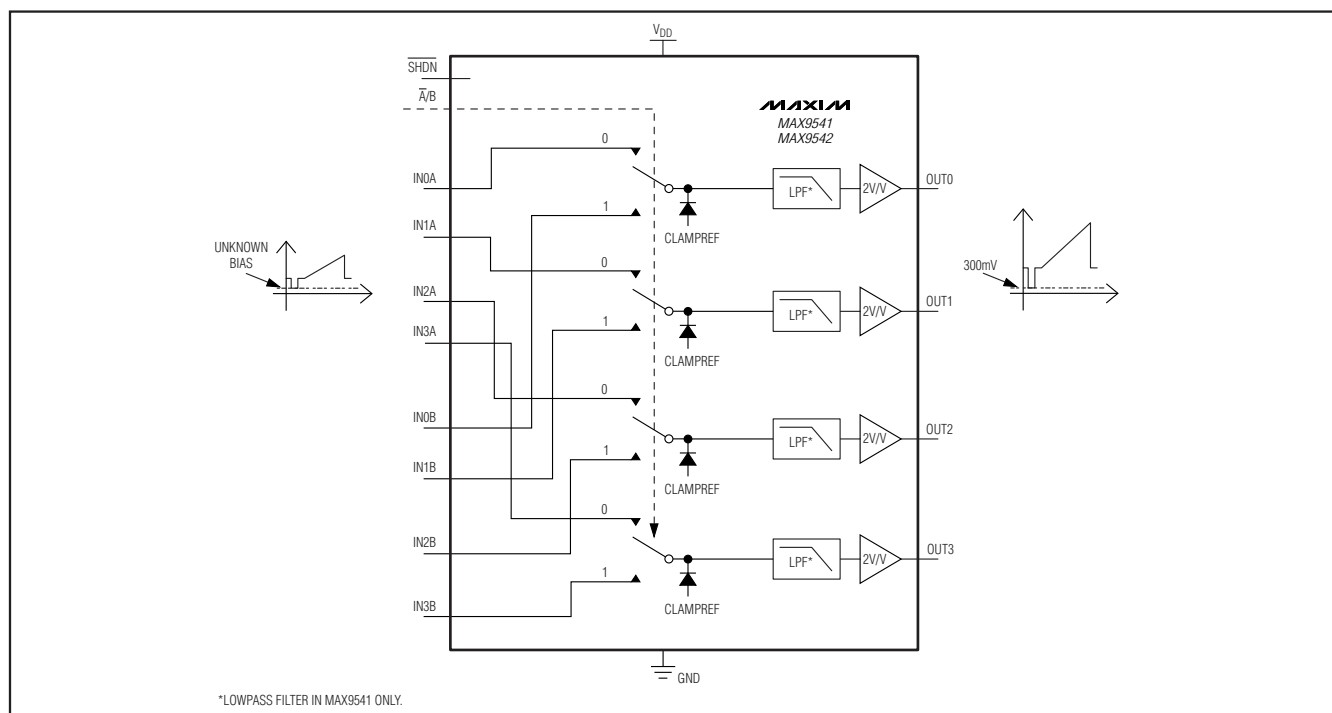 VDD
SHDN
A/B
MAXIM
MAX9541
MAX9542
0
IN0A
LPF*
2V/V
OUT0
1
CLAMPREF
IN1A
UNKNOWN
BIAS
0
300mV
IN2A
LPF*
2V/V
OUT1
1
IN3A
CLAMPREF
0
IN0B
LPF*
2V/V
OUT2
1
IN1B
CLAMPREF
0
IN2B
LPF*
2V/V
OUT3
1
IN3B
CLAMPREF
GND
*LOWPASS FILTER IN MAX9541 ONLY.